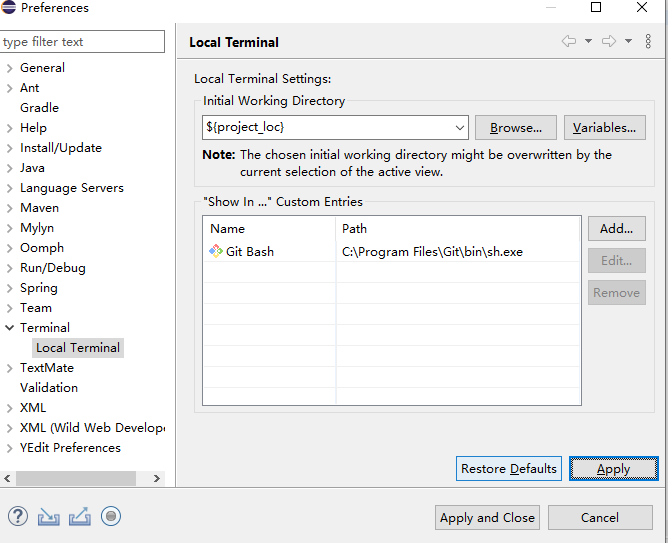 Preferences
type filter text
General
Ant
Gradle
Help
Install/Update
Java
Language Servers
Maven
Mylyn
Oomph
Run/Debug
Spring
Team
Terminal
Local Terminal
TextMate
Validation
XML
XML (Wild Web Develope
YEdit Preferences
Local Terminal
Local Terminal Settings:
Initial Working Directory
${project_loc}
Browse...
Variables...
Note: The chosen initial working directory might be overwritten by the
current selection of the active view.
"Show In ..." Custom Entries
Name Path
Git Bash C:\Program Files\Git\bin\sh.exe
Add...
Edit...
Remove
Restore Defaults
Apply
Apply and Close
Cancel